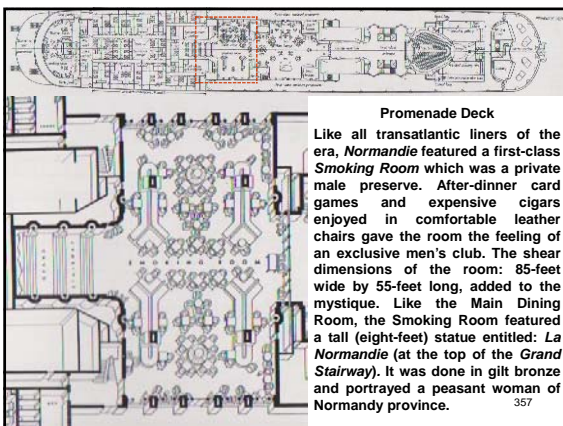 Promenade Deck
Like all transatlantic liners of the
era, Normandie featured a first-class
Smoking Room which was a private
male preserve. After-dinner card
games and expensive cigars
enjoyed in comfortable leather
chairs gave the room the feeling of
an exclusive men's club. The shear
dimensions of the room: 85-feet
wide by 55-feet long, added to the
mystique. Like the Main Dining
Room, the Smoking Room featured
a tall (eight-feet) statue entitled: La
Normandie (at the top of the Grand
Stairway). It was done in gilt bronze
and portrayed a peasant woman of
Normandy province.
357
SMOKING ROOM